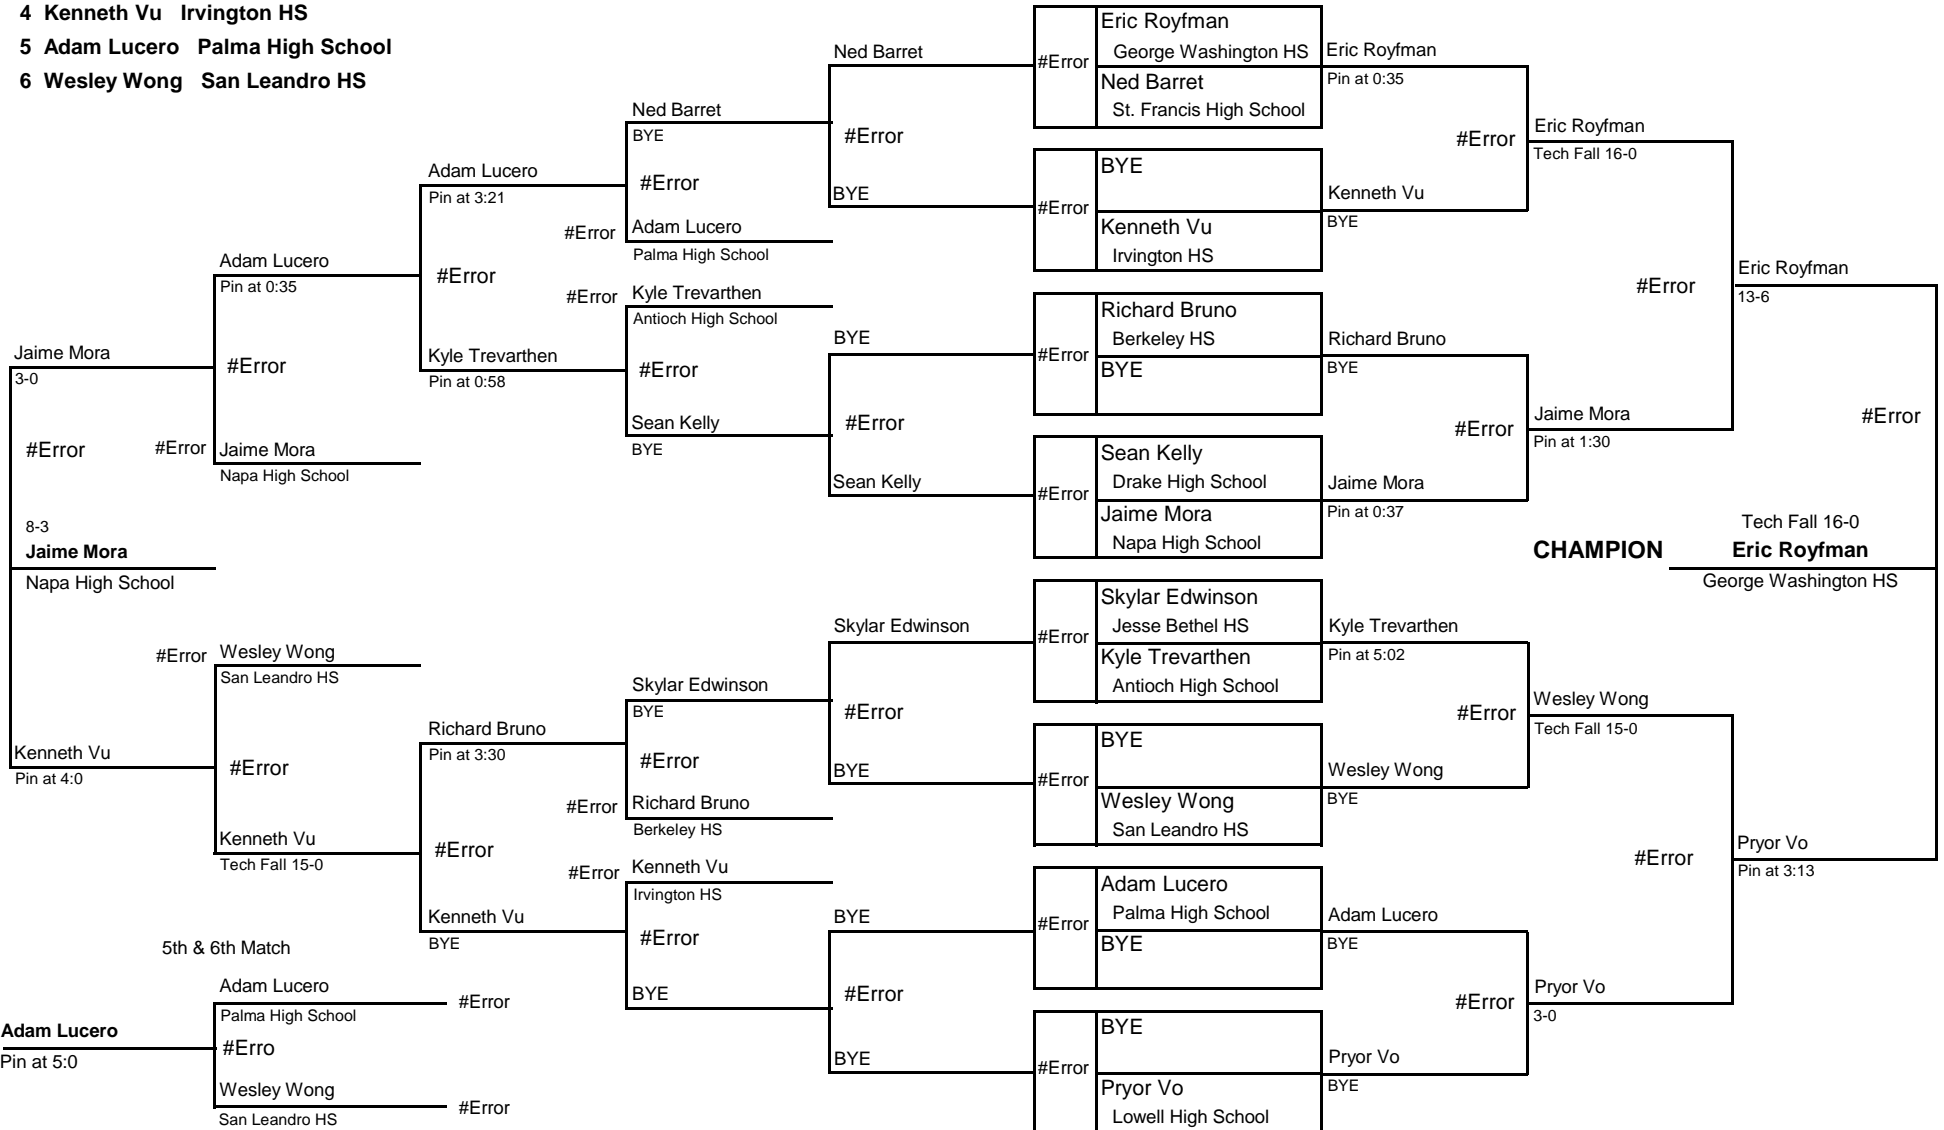 4 Kenneth Vu Irvington HS
5 Adam Lucero Palma High School
6 Wesley Wong San Leandro HS
Jaime Mora
3-0
#Error
8-3
Jaime Mora
Napa High School
Kenneth Vu
Pin at 4:0
5th & 6th Match
Adam Lucero
Palma High School
#Error
Adam Lucero
#Erro
Pin at 5:0
Wesley Wong
San Leandro HS
#Error
Adam Lucero
Pin at 0:35
#Error
#Error
Jaime Mora
Napa High School
#Error
Wesley Wong
San Leandro HS
#Error
Kenneth Vu
Tech Fall 15-0
Adam Lucero
Pin at 3:21
#Error
Kyle Trevarthen
Pin at 0:58
Richard Bruno
Pin at 3:30
#Error
Kenneth Vu
BYE
Ned Barret
BYE
#Error
#Error
Adam Lucero
Palma High School
#Error
Kyle Trevarthen
Antioch High School
#Error
Sean Kelly
BYE
Skylar Edwinson
BYE
#Error
#Error
Richard Bruno
Berkeley HS
#Error
Kenneth Vu
Irvington HS
#Error
BYE
Ned Barret
#Error
BYE
BYE
#Error
Sean Kelly
Skylar Edwinson
#Error
BYE
BYE
#Error
BYE
#Error
Eric Royfman
George Washington HS
Ned Barret
St. Francis High School
#Error
BYE
Kenneth Vu
Irvington HS
#Error
Richard Bruno
Berkeley HS
BYE
#Error
Sean Kelly
Drake High School
Jaime Mora
Napa High School
#Error
Skylar Edwinson
Jesse Bethel HS
Kyle Trevarthen
Antioch High School
#Error
BYE
Wesley Wong
San Leandro HS
#Error
Adam Lucero
Palma High School
BYE
#Error
BYE
Pryor Vo
Lowell High School
Eric Royfman
Pin at 0:35
#Error
Kenneth Vu
BYE
Richard Bruno
BYE
#Error
Jaime Mora
Pin at 0:37
Kyle Trevarthen
Pin at 5:02
#Error
Wesley Wong
BYE
Adam Lucero
BYE
#Error
Pryor Vo
BYE
Eric Royfman
Tech Fall 16-0
#Error
Jaime Mora
Pin at 1:30
Wesley Wong
Tech Fall 15-0
#Error
Pryor Vo
3-0
Eric Royfman
13-6
#Error
Tech Fall 16-0
CHAMPION Eric Royfman
George Washington HS
Pryor Vo
Pin at 3:13